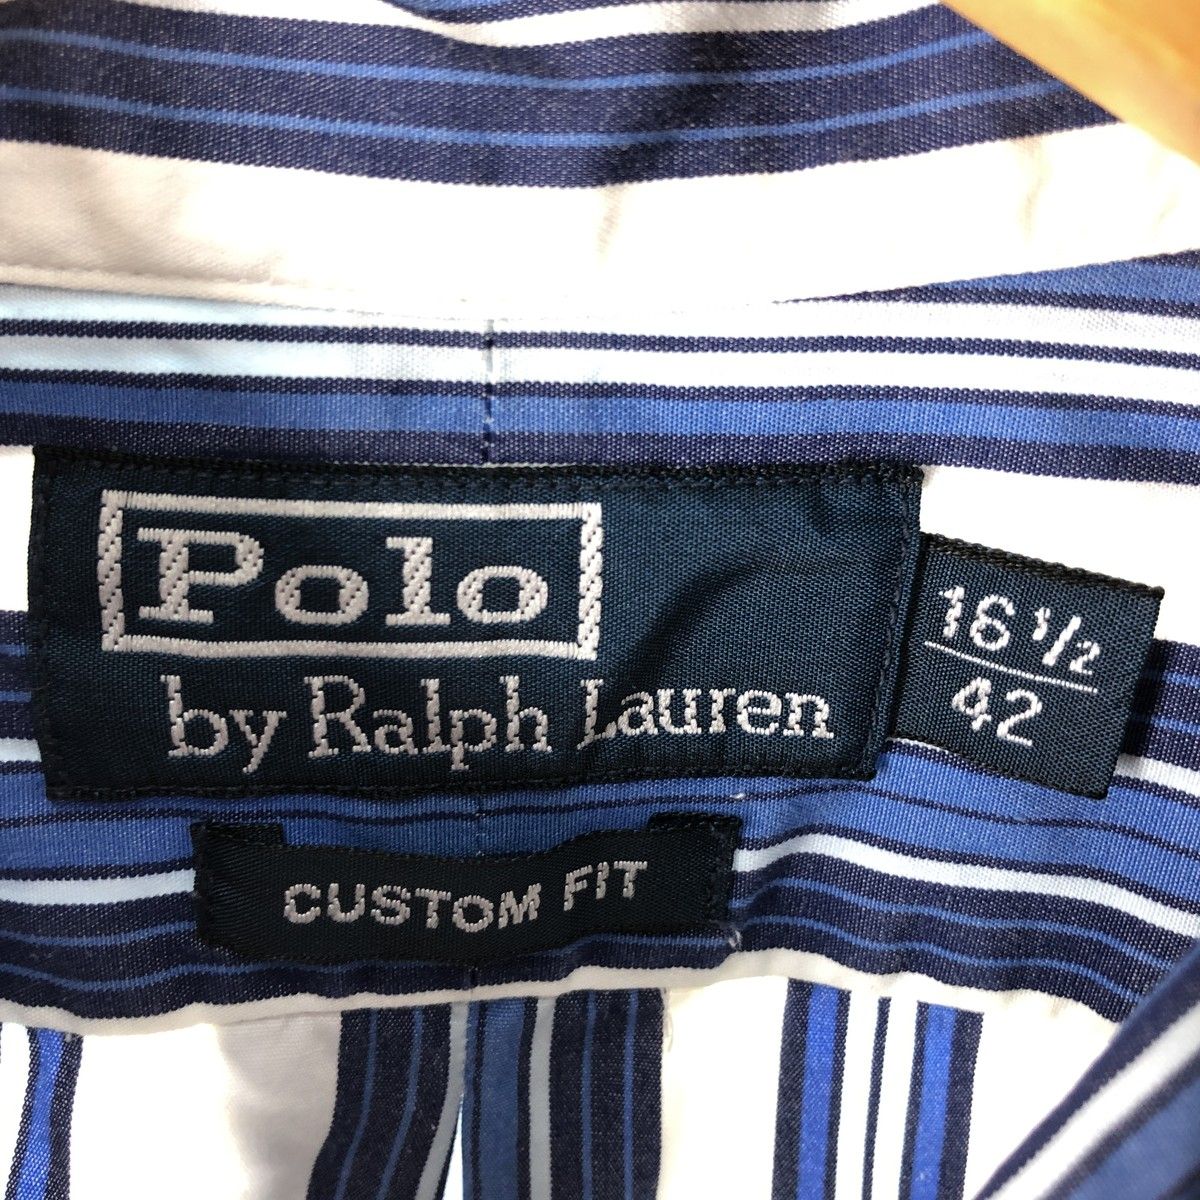 Polo
by Ralph Lauren
16 1/2
42
CUSTOM FIT